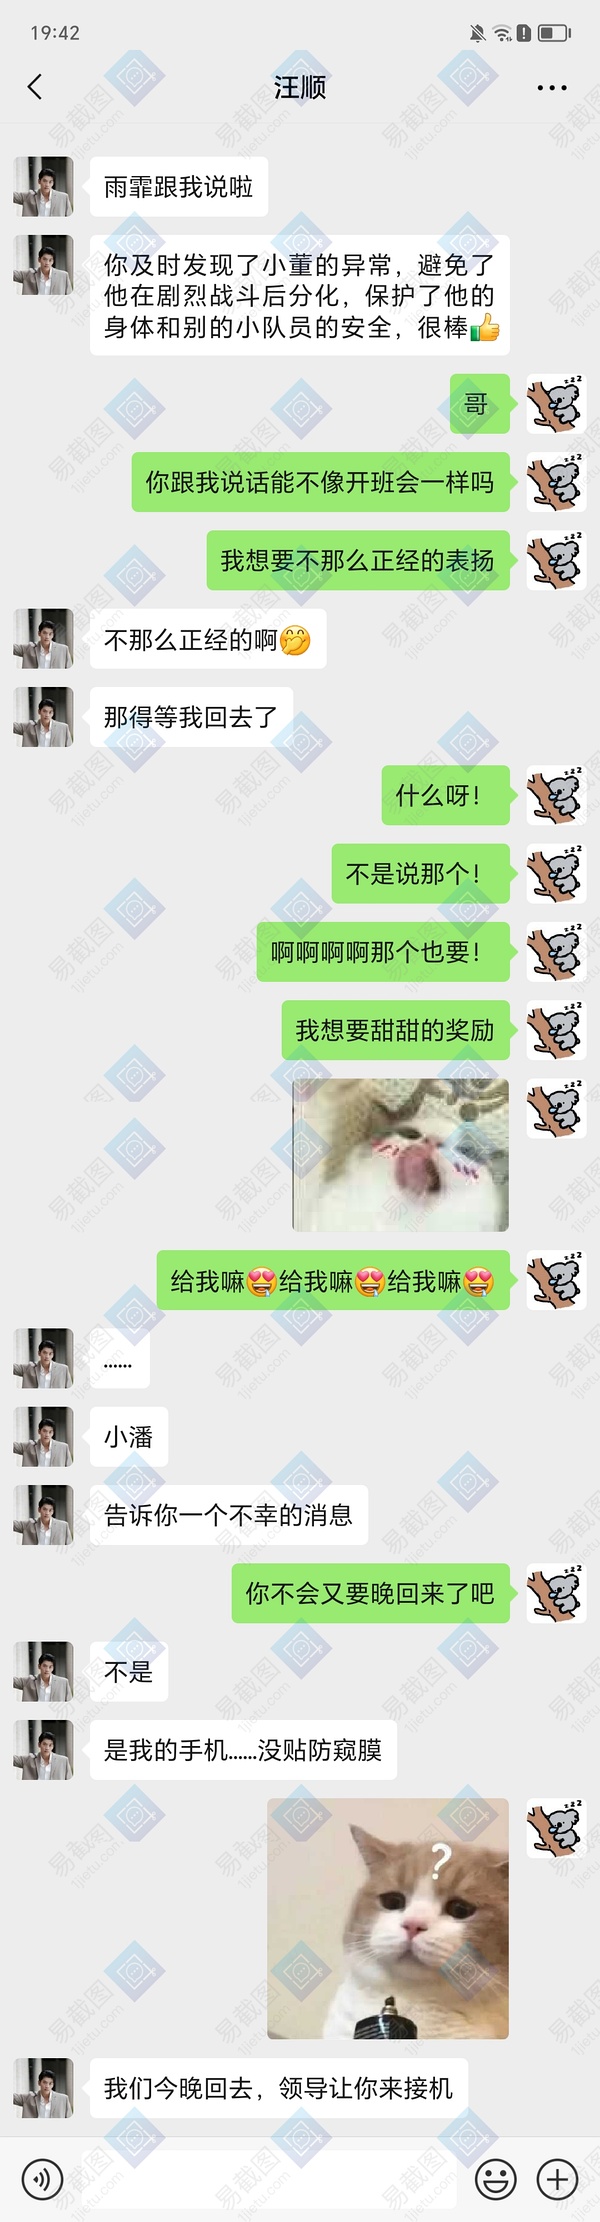 19:42
汪顺
雨霏跟我说啦
你及时发现了小董的异常，避免了
他在剧烈战斗后分化，保护了他的
身体和别的小队员的安全，很棒👍
哥
你跟我说话能不像开班会一样吗
我想要不那么正经的表扬
不那么正经的啊🤭
那得等我回去了
什么呀！
不是说那个！
啊啊啊啊那个也要！
我想要甜甜的奖励
给我嘛😍给我嘛😍给我嘛😍
……
小潘
告诉你一个不幸的消息
你不会又要晚回来了吧
不是
是我的手机……没贴防窥膜
?
我们今晚回去，领导让你来接机
易截图
1jietu.com